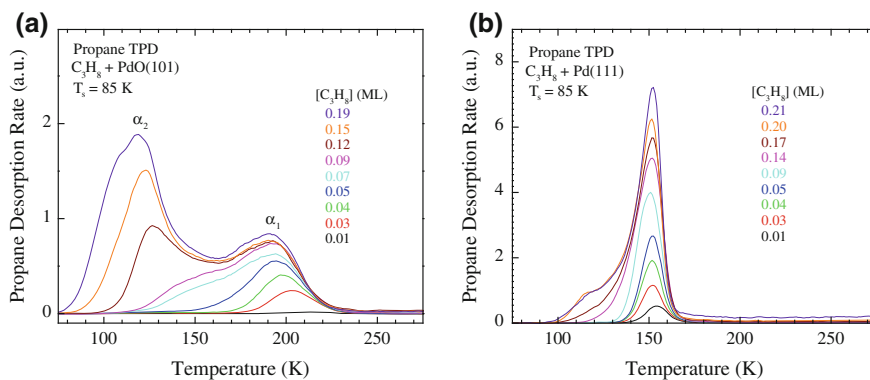 (a)
Propane Desorption Rate (a.u.)
3
2
1
0
Propane TPD
C₃H₈ + PdO(101)
Tₛ = 85 K
α₂
α₁
[C₃H₈] (ML)
0.19
0.15
0.12
0.09
0.07
0.05
0.04
0.03
0.01
100 150 200 250
Temperature (K)
(b)
Propane Desorption Rate (a.u.)
8
6
4
2
0
Propane TPD
C₃H₈ + Pd(111)
Tₛ = 85 K
[C₃H₈] (ML)
0.21
0.20
0.17
0.14
0.09
0.05
0.04
0.03
0.01
100 150 200 250
Temperature (K)